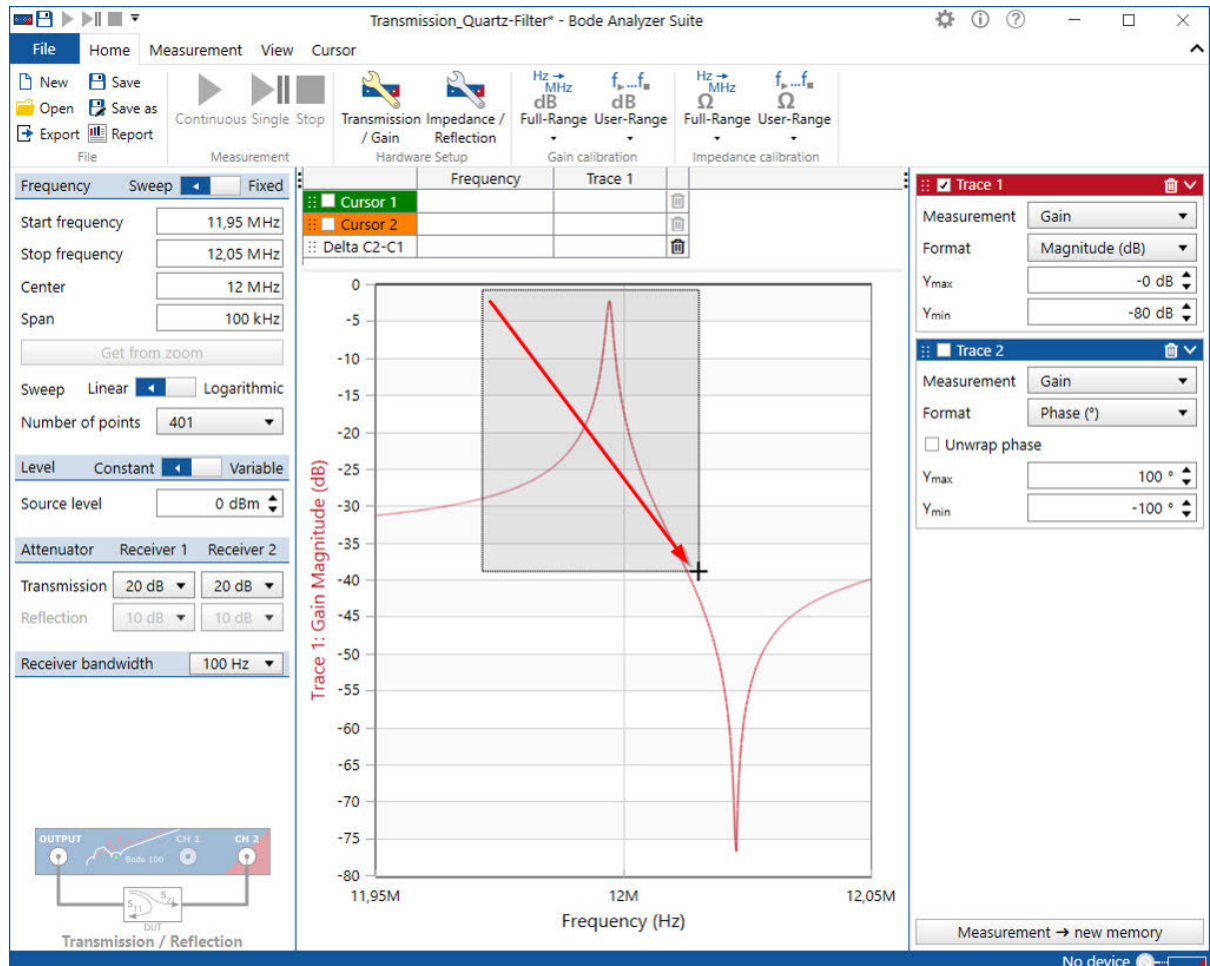 Transmission_Quartz-Filter* - Bode Analyzer Suite
File Home Measurement View Cursor
New Save
Open Save as
Export Report
File
Continuous Single Stop
Measurement
Transmission / Gain
Impedance / Reflection
Hardware Setup
Hz → MHz
dB
Full-Range
f▶...f■
dB
User-Range
Gain calibration
Hz → MHz
Ω
Full-Range
f▶...f■
Ω
User-Range
Impedance calibration
Frequency Sweep Fixed
Start frequency 11,95 MHz
Stop frequency 12,05 MHz
Center 12 MHz
Span 100 kHz
Get from zoom
Sweep Linear Logarithmic
Number of points 401
Level Constant Variable
Source level 0 dBm
Attenuator Receiver 1 Receiver 2
Transmission 20 dB 20 dB
Reflection 10 dB 10 dB
Receiver bandwidth 100 Hz
OUTPUT CH 1 CH 2
Bode 100
S11 S21
DUT
Transmission / Reflection
Frequency Trace 1
Cursor 1
Cursor 2
Delta C2-C1
Trace 1: Gain Magnitude (dB)
0
-5
-10
-15
-20
-25
-30
-35
-40
-45
-50
-55
-60
-65
-70
-75
-80
11,95M 12M 12,05M
Frequency (Hz)
Trace 1
Measurement Gain
Format Magnitude (dB)
Ymax -0 dB
Ymin -80 dB
Trace 2
Measurement Gain
Format Phase (°)
Unwrap phase
Ymax 100 °
Ymin -100 °
Measurement → new memory
No device